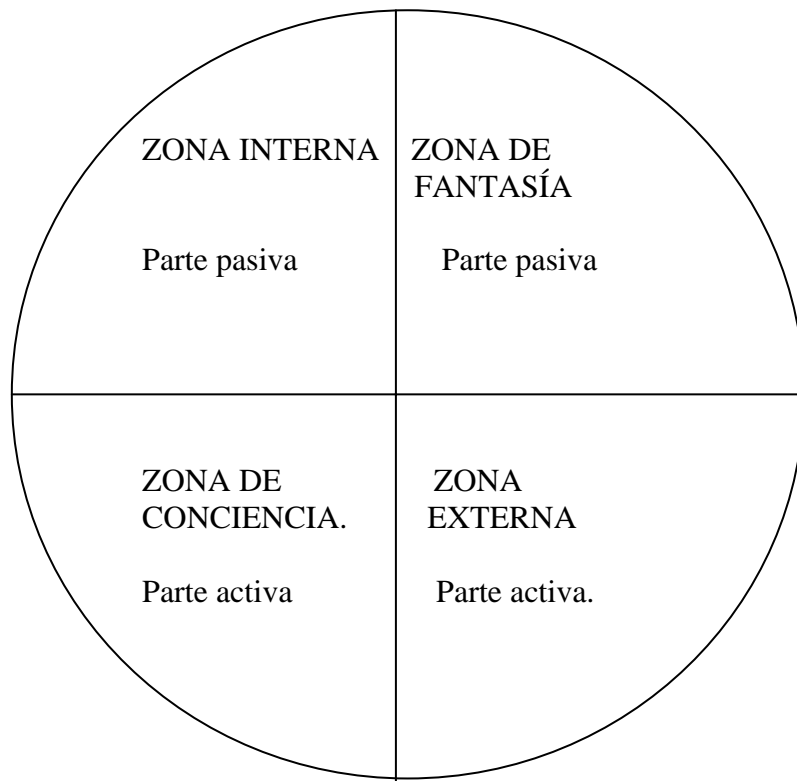 ZONA INTERNA
Parte pasiva
ZONA DE
FANTASÍA
Parte pasiva
ZONA DE
CONCIENCIA.
Parte activa
ZONA
EXTERNA
Parte activa.